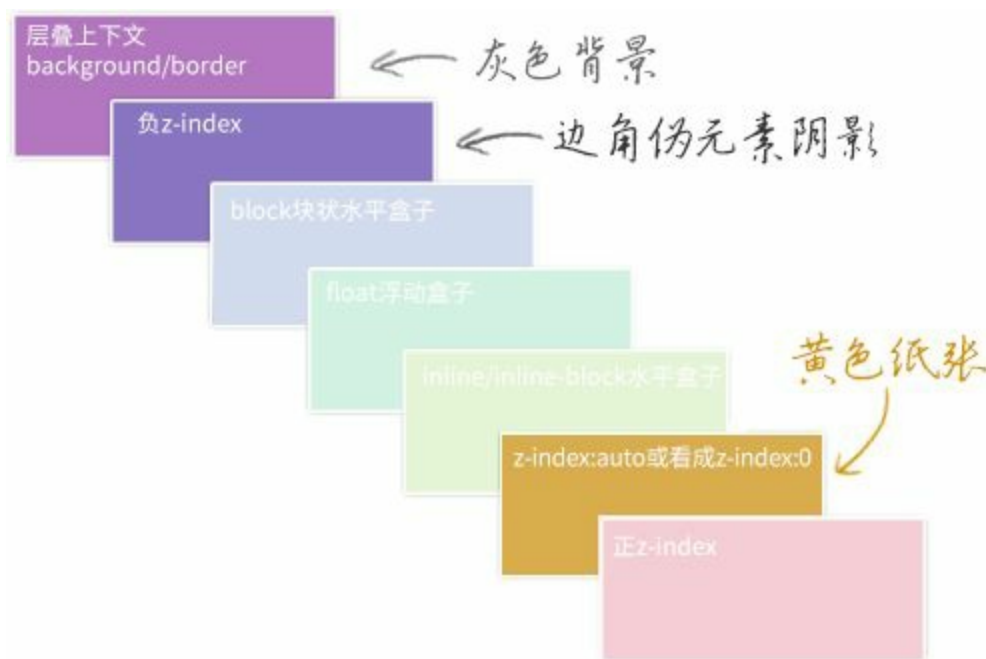 层叠上下文
background/border
灰色背景
负z-index
边角伪元素阴影
block块状水平盒子
float浮动盒子
inline/inline-block水平盒子
黄色纸张
z-index:auto或看成z-index:0
正z-index